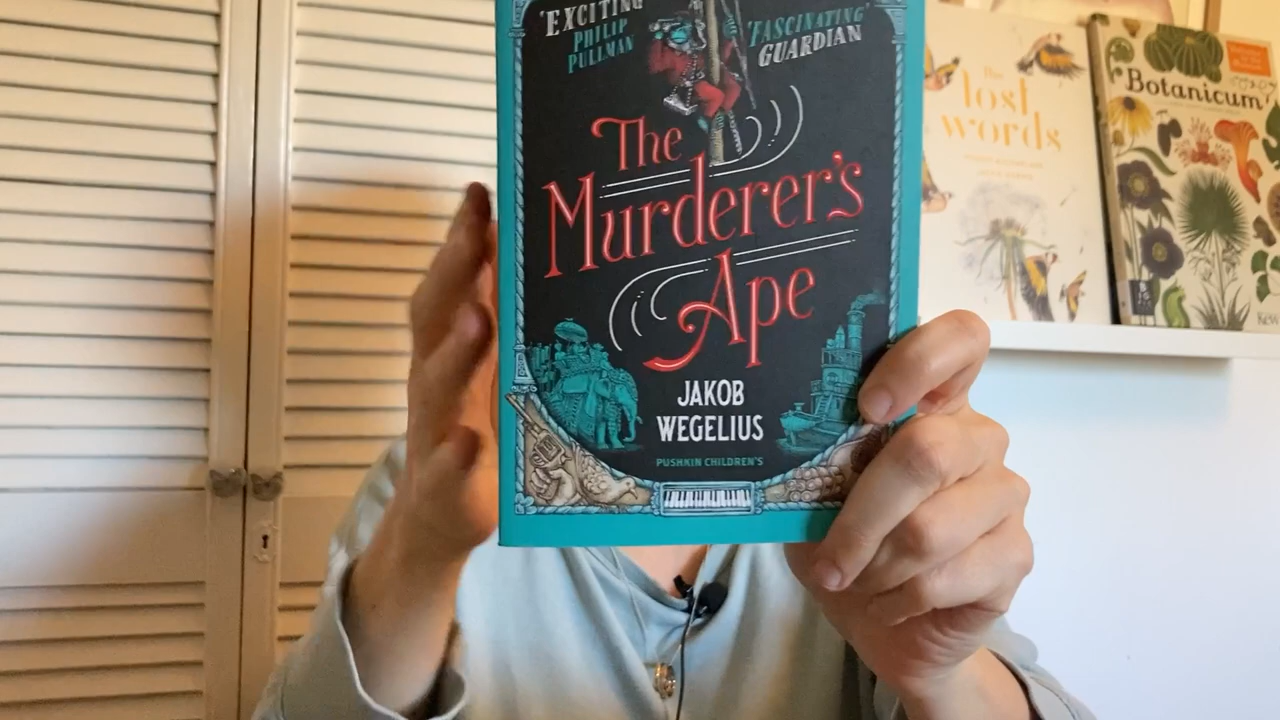 'EXCITING'
PHILIP
PULLMAN
'FASCINATING'
GUARDIAN
The
Murderer's
Ape
JAKOB
WEGELIUS
PUSHKIN CHILDREN'S
The
lost
words
Botanicum